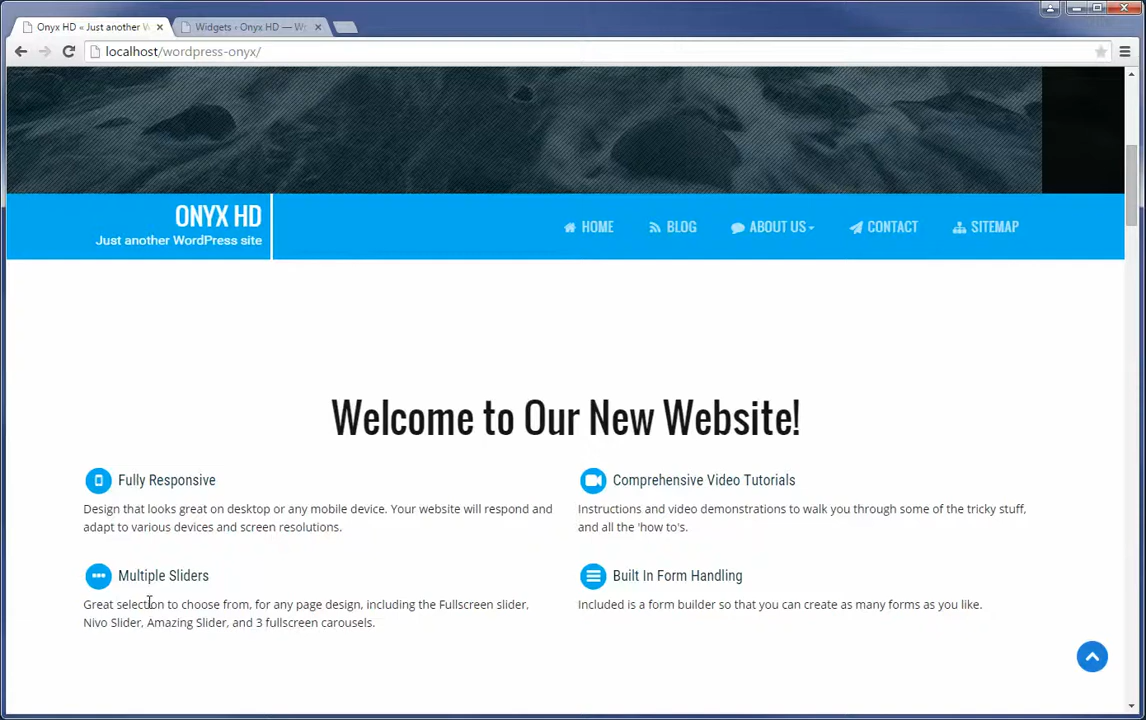 Onyx HD « Just another W
Widgets ‹ Onyx HD — W
localhost/wordpress-onyx/
ONYX HD
Just another WordPress site
HOME
BLOG
ABOUT US
CONTACT
SITEMAP
Welcome to Our New Website!
Fully Responsive
Design that looks great on desktop or any mobile device. Your website will respond and
adapt to various devices and screen resolutions.
Comprehensive Video Tutorials
Instructions and video demonstrations to walk you through some of the tricky stuff,
and all the 'how to's.
Multiple Sliders
Great selection to choose from, for any page design, including the Fullscreen slider,
Nivo Slider, Amazing Slider, and 3 fullscreen carousels.
Built In Form Handling
Included is a form builder so that you can create as many forms as you like.